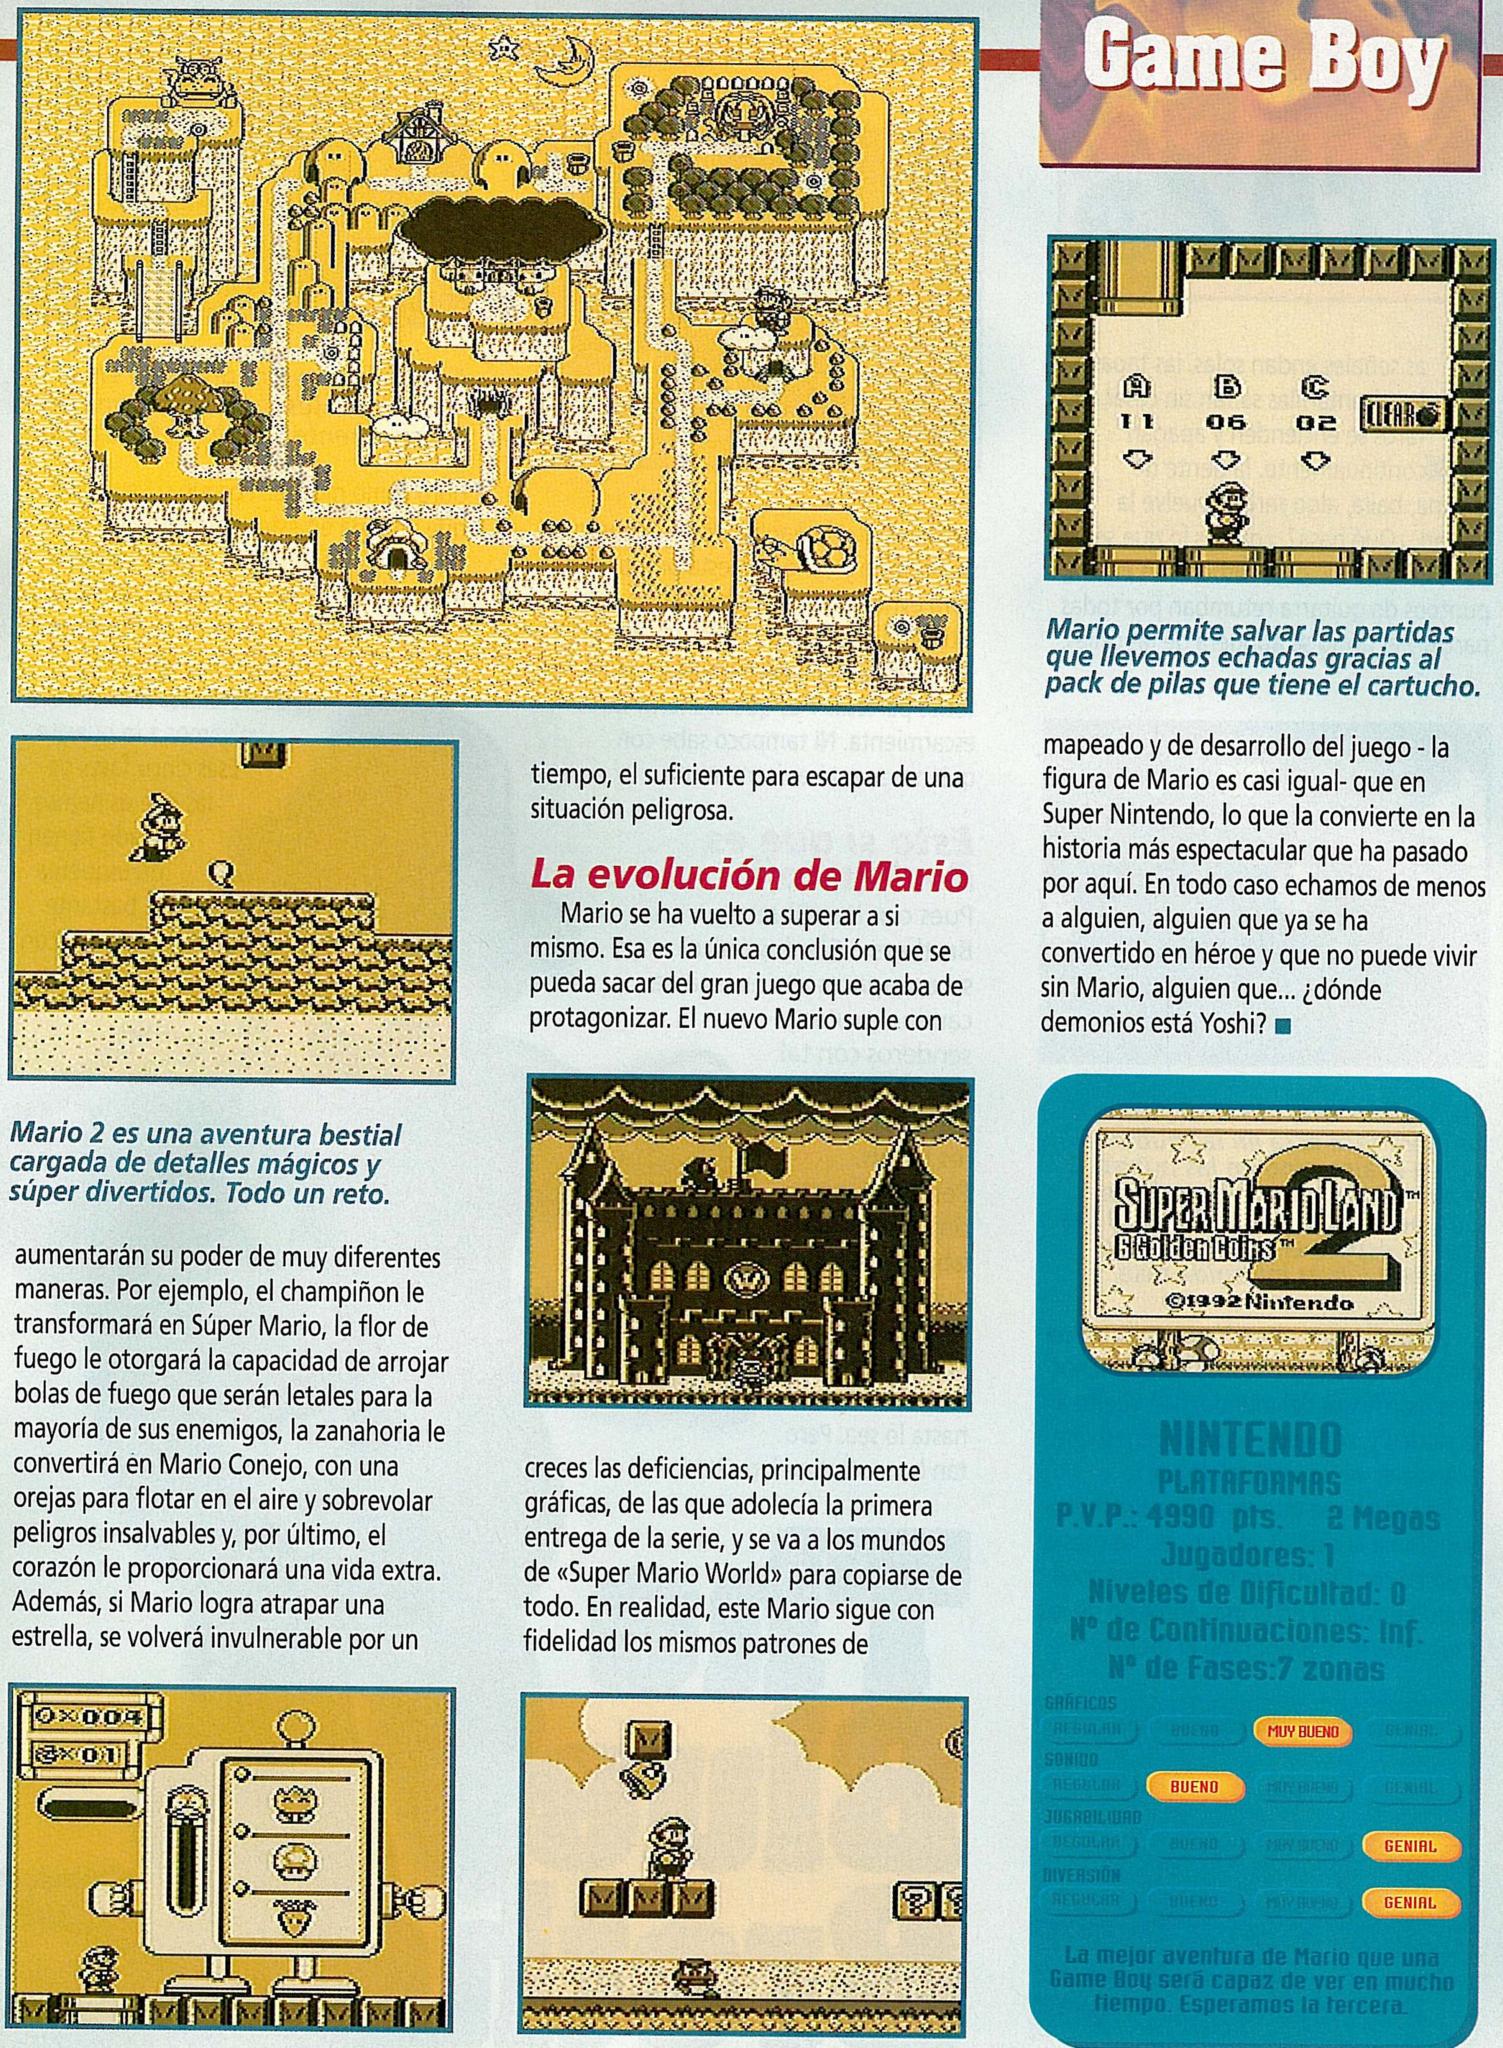 Game Boy
A B C
11 06 02
CLEAR
Mario permite salvar las partidas
que llevemos echadas gracias al
pack de pilas que tiene el cartucho.
Mario 2 es una aventura bestial
cargada de detalles mágicos y
súper divertidos. Todo un reto.
aumentarán su poder de muy diferentes
maneras. Por ejemplo, el champiñon le
transformará en Súper Mario, la flor de
fuego le otorgará la capacidad de arrojar
bolas de fuego que serán letales para la
mayoría de sus enemigos, la zanahoria le
convertirá en Mario Conejo, con una
orejas para flotar en el aire y sobrevolar
peligros insalvables y, por último, el
corazón le proporcionará una vida extra.
Además, si Mario logra atrapar una
estrella, se volverá invulnerable por un
×004
×01
tiempo, el suficiente para escapar de una
situación peligrosa.
La evolución de Mario
Mario se ha vuelto a superar a si
mismo. Esa es la única conclusión que se
pueda sacar del gran juego que acaba de
protagonizar. El nuevo Mario suple con
creces las deficiencias, principalmente
gráficas, de las que adolecía la primera
entrega de la serie, y se va a los mundos
de «Super Mario World» para copiarse de
todo. En realidad, este Mario sigue con
fidelidad los mismos patrones de
mapeado y de desarrollo del juego - la
figura de Mario es casi igual- que en
Super Nintendo, lo que la convierte en la
historia más espectacular que ha pasado
por aquí. En todo caso echamos de menos
a alguien, alguien que ya se ha
convertido en héroe y que no puede vivir
sin Mario, alguien que... ¿dónde
demonios está Yoshi? ■
SUPER MARIO LAND™ 2
6 Golden Coins™
©1992 Nintendo
NINTENDO
PLATAFORMAS
P.V.P.: 4990 pts. 2 Megas
Jugadores: 1
Niveles de Dificultad: 0
Nº de Continuaciones: Inf.
Nº de Fases:7 zonas
GRÁFICOS
REGULAR BUENO MUY BUENO GENIAL
SONIDO
REGULAR BUENO MUY BUENO GENIAL
JUGABILIDAD
REGULAR BUENO MUY BUENO GENIAL
DIVERSIÓN
REGULAR BUENO MUY BUENO GENIAL
La mejor aventura de Mario que una
Game Boy será capaz de ver en mucho
tiempo. Esperamos la tercera.